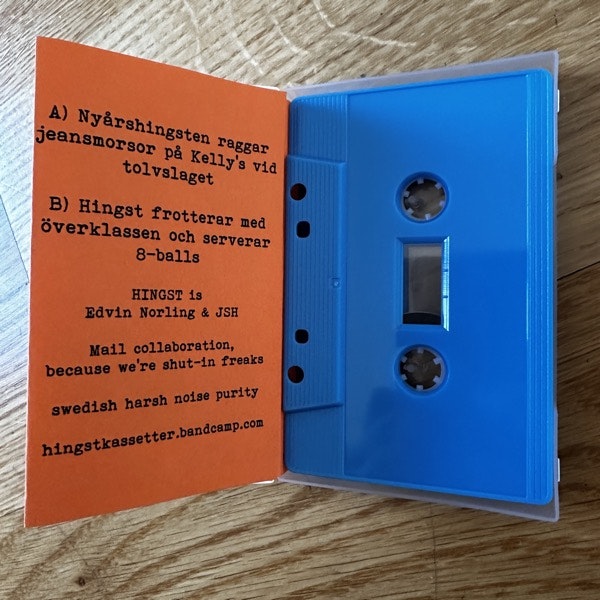 A) Nyårshingsten raggar
jeansmorsor på Kelly's vid
tolvslaget
B) Hingst frotterar med
överklassen och serverar
8-balls
HINGST is
Edvin Norling & JSH
Mail collaboration,
because we're shut-in freaks
swedish harsh noise purity
hingstkassetter.bandcamp.com